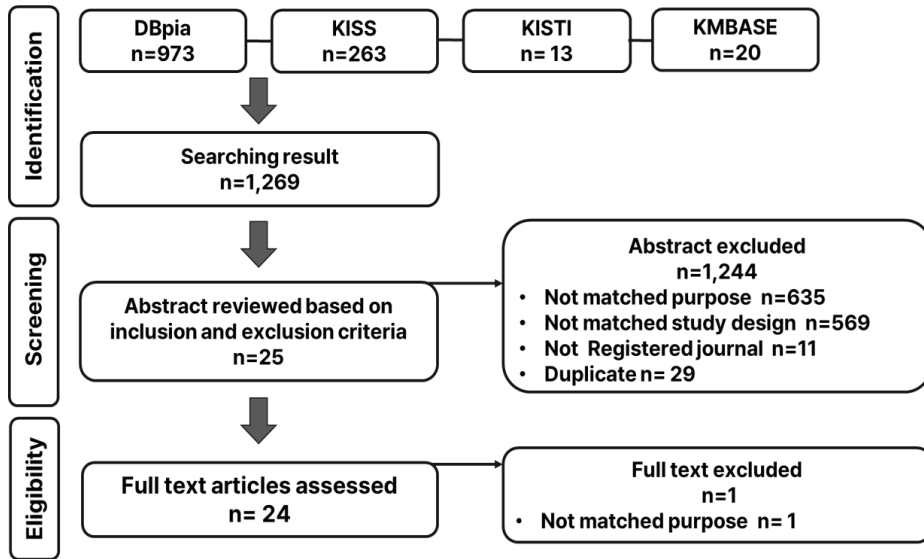 Identification
DBpia
n=973
KISS
n=263
KISTI
n= 13
KMBASE
n=20
Searching result
n=1,269
Screening
Abstract reviewed based on
inclusion and exclusion criteria
n=25
Abstract excluded
n=1,244
• Not matched purpose n=635
• Not matched study design n=569
• Not Registered journal n=11
• Duplicate n= 29
Eligibility
Full text articles assessed
n= 24
Full text excluded
n=1
• Not matched purpose n= 1